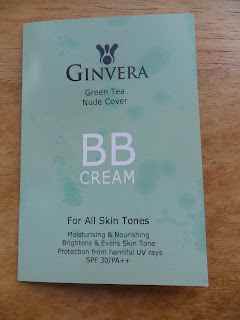 GINVERA
Green Tea
Nude Cover
BB
CREAM
For All Skin Tones
Moisturising & Nourishing
Brightens & Evens Skin Tone
Protection from harmful UV rays
SPF 30/PA++